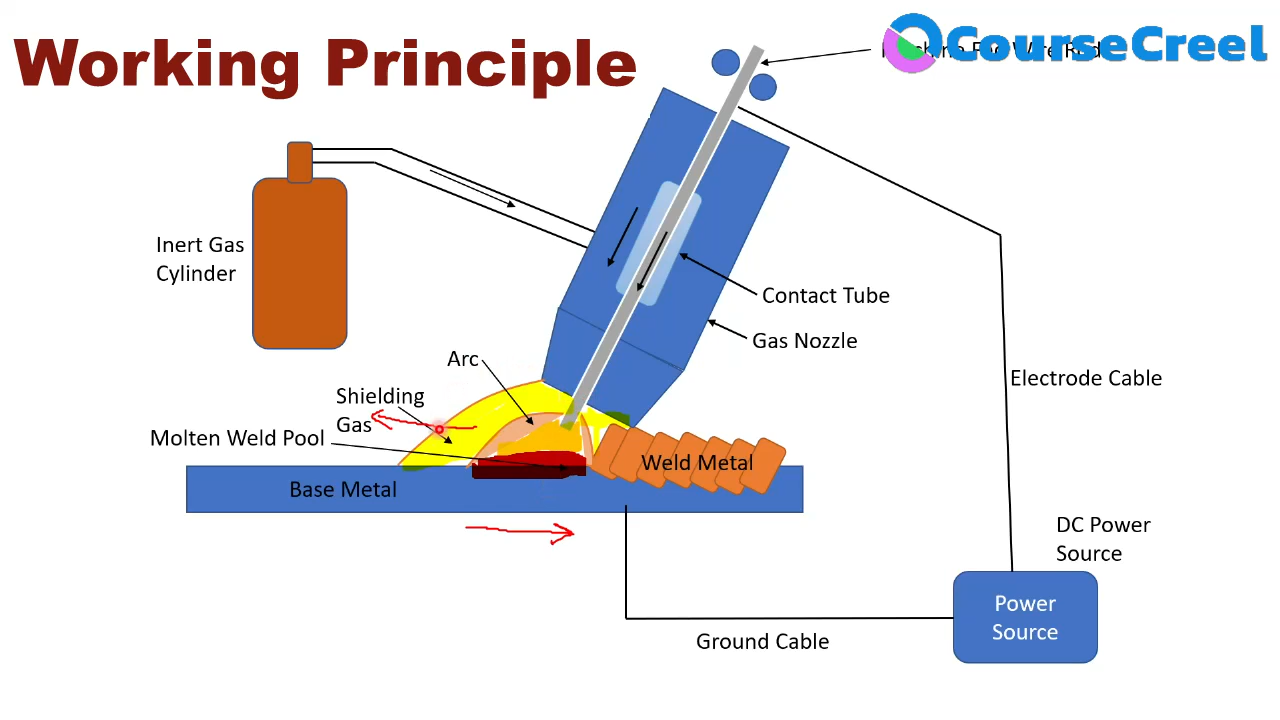 Working Principle
CourseCreel
Inert Gas
Cylinder
Contact Tube
Gas Nozzle
Arc
Shielding
Gas
Electrode Cable
Molten Weld Pool
Weld Metal
Base Metal
DC Power
Source
Power
Source
Ground Cable